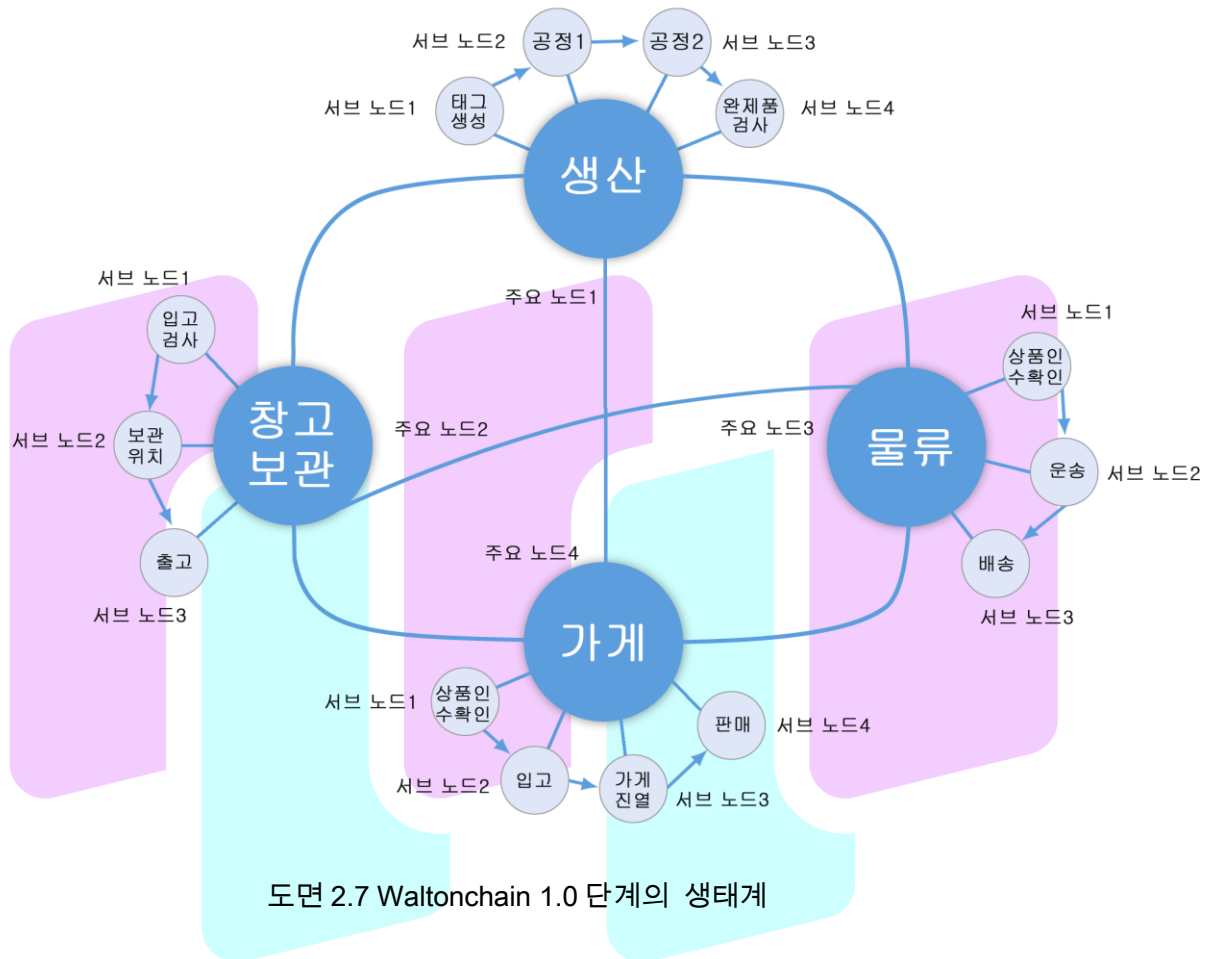 서브 노드2
공정1
공정2
서브 노드3
서브 노드1
태그
생성
완제품
검사
서브 노드4
생산
서브 노드1
입고
검사
주요 노드1
서브 노드1
상품인
수확인
창고
보관
서브 노드2
보관
위치
주요 노드2
주요 노드3
물류
운송
서브 노드2
출고
서브 노드3
주요 노드4
배송
서브 노드3
가게
서브 노드1
상품인
수확인
판매
서브 노드4
서브 노드2
입고
가게
진열
서브 노드3
도면 2.7 Waltonchain 1.0 단계의 생태계